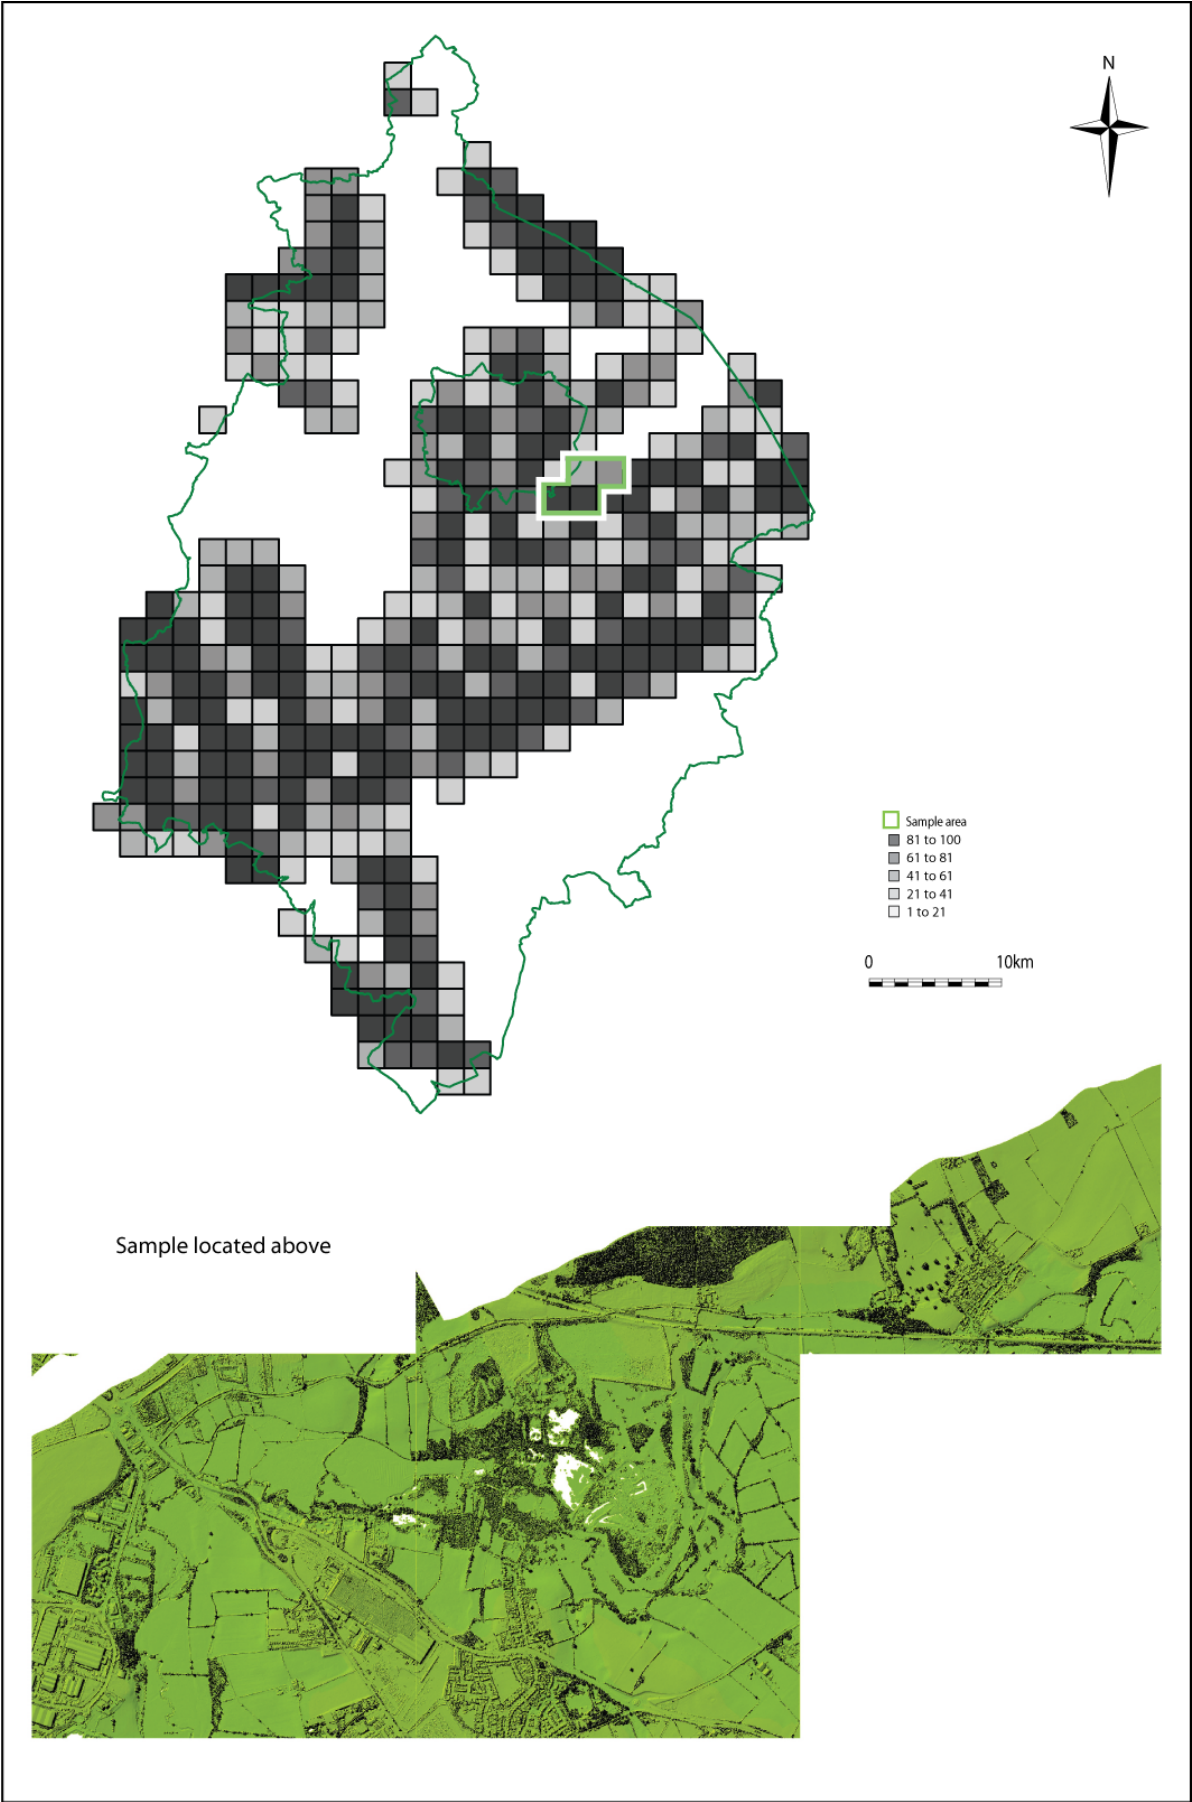 N
Sample area
81 to 100
61 to 81
41 to 61
21 to 41
1 to 21
0 10km
Sample located above